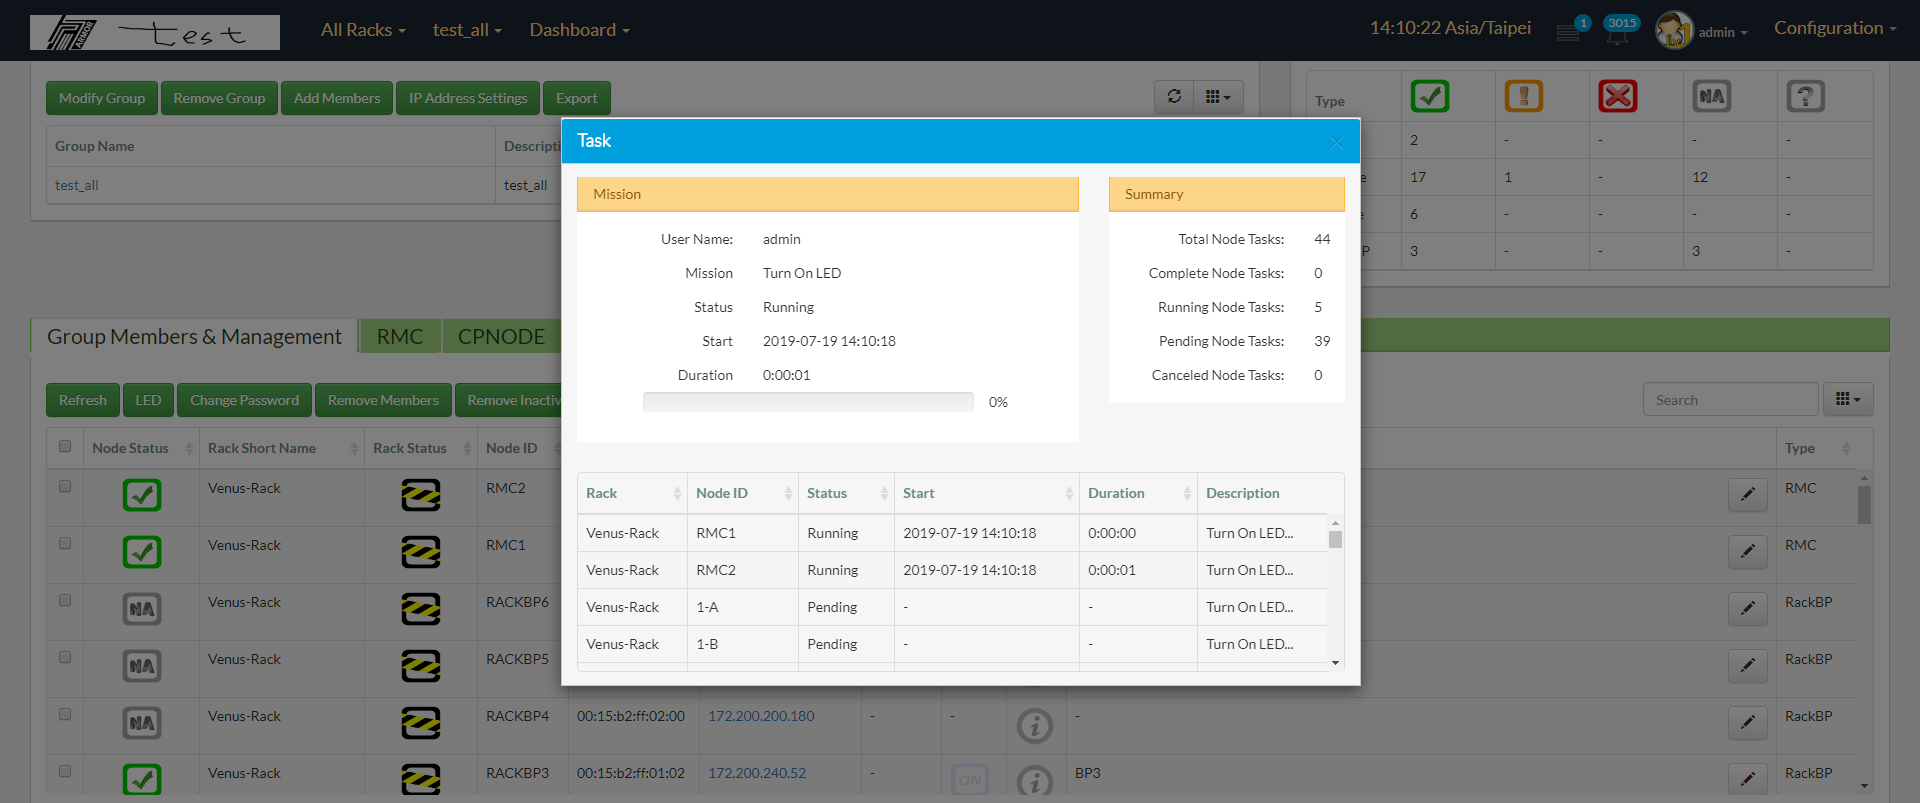 ARMOR test All Racks test_all Dashboard 14:10:22 Asia/Taipei 1 3015 admin Configuration
Modify Group Remove Group Add Members IP Address Settings Export
Group Name Descripti
test_all test_all
Type NA ?
2 - - - -
e 17 1 - 12 -
e 6 - - - -
P 3 - - 3 -
Task
Mission
User Name: admin
Mission Turn On LED
Status Running
Start 2019-07-19 14:10:18
Duration 0:00:01
0%
Summary
Total Node Tasks: 44
Complete Node Tasks: 0
Running Node Tasks: 5
Pending Node Tasks: 39
Canceled Node Tasks: 0
Rack Node ID Status Start Duration Description
Venus-Rack RMC1 Running 2019-07-19 14:10:18 0:00:00 Turn On LED...
Venus-Rack RMC2 Running 2019-07-19 14:10:18 0:00:01 Turn On LED...
Venus-Rack 1-A Pending - - Turn On LED...
Venus-Rack 1-B Pending - - Turn On LED...
Group Members & Management RMC CPNODE
Refresh LED Change Password Remove Members Remove Inactiv Search
Node Status Rack Short Name Rack Status Node ID Type
Venus-Rack RMC2 RMC
Venus-Rack RMC1 RMC
NA Venus-Rack RACKBP6 RackBP
NA Venus-Rack RACKBP5 RackBP
NA Venus-Rack RACKBP4 00:15:b2:ff:02:00 172.200.200.180 - - i - RackBP
Venus-Rack RACKBP3 00:15:b2:ff:01:02 172.200.240.52 - ON i BP3 RackBP